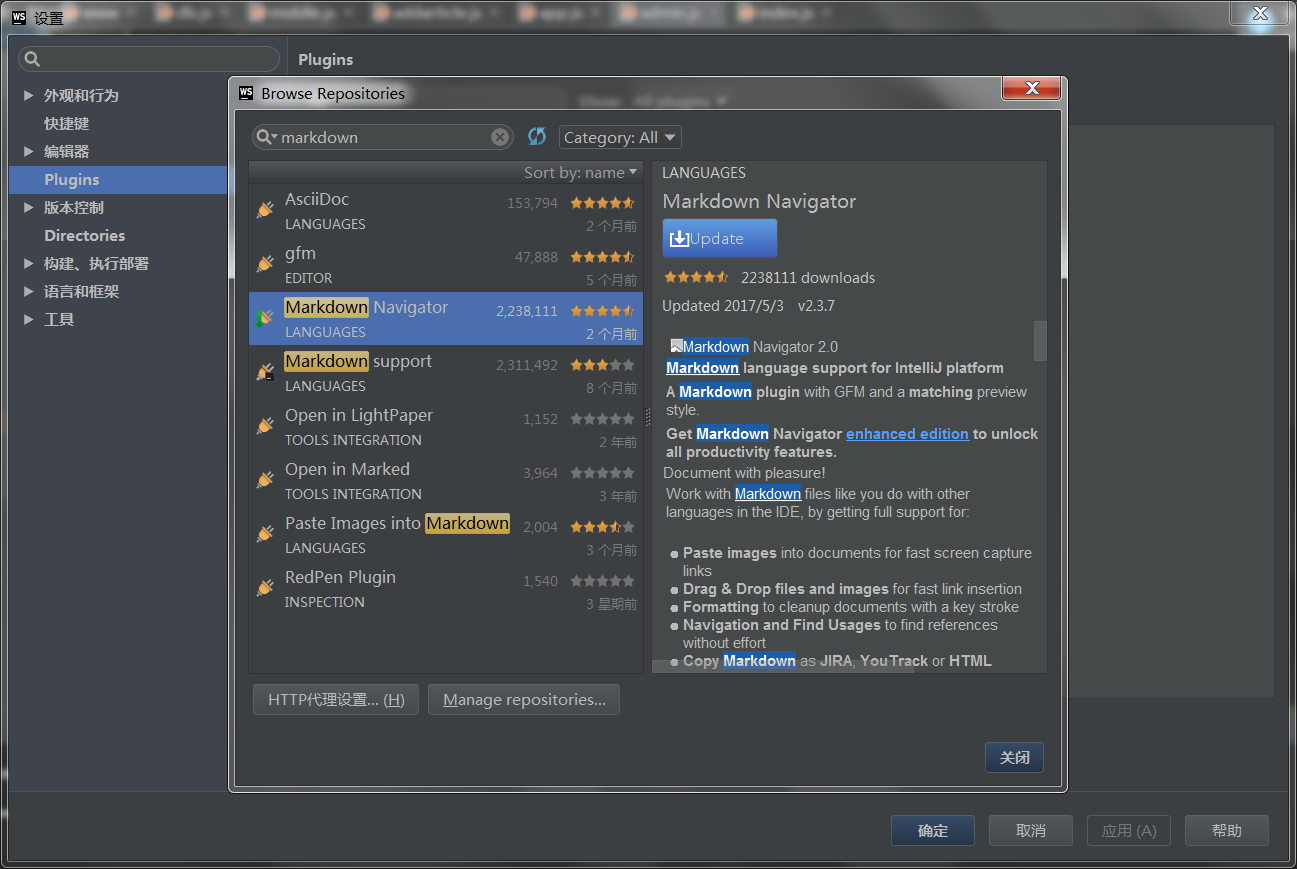 WS 设置
Plugins
外观和行为
快捷键
编辑器
Plugins
版本控制
Directories
构建、执行部署
语言和框架
工具
WS Browse Repositories
markdown
Category: All
Sort by: name
AsciiDoc 153,794
LANGUAGES 2 个月前
gfm 47,888
EDITOR 5 个月前
Markdown Navigator 2,238,111
LANGUAGES 2 个月前
Markdown support 2,311,492
LANGUAGES 8 个月前
Open in LightPaper 1,152
TOOLS INTEGRATION 2 年前
Open in Marked 3,964
TOOLS INTEGRATION 3 年前
Paste Images into Markdown 2,004
LANGUAGES 3 个月前
RedPen Plugin 1,540
INSPECTION 3 星期前
LANGUAGES
Markdown Navigator
Update
2238111 downloads
Updated 2017/5/3 v2.3.7
Markdown Navigator 2.0
Markdown language support for IntelliJ platform
A Markdown plugin with GFM and a matching preview
style.
Get Markdown Navigator enhanced edition to unlock
all productivity features.
Document with pleasure!
Work with Markdown files like you do with other
languages in the IDE, by getting full support for:
Paste images into documents for fast screen capture
links
Drag & Drop files and images for fast link insertion
Formatting to cleanup documents with a key stroke
Navigation and Find Usages to find references
without effort
Copy Markdown as JIRA, YouTrack or HTML
HTTP代理设置... (H)
Manage repositories...
关闭
确定
取消
应用 (A)
帮助